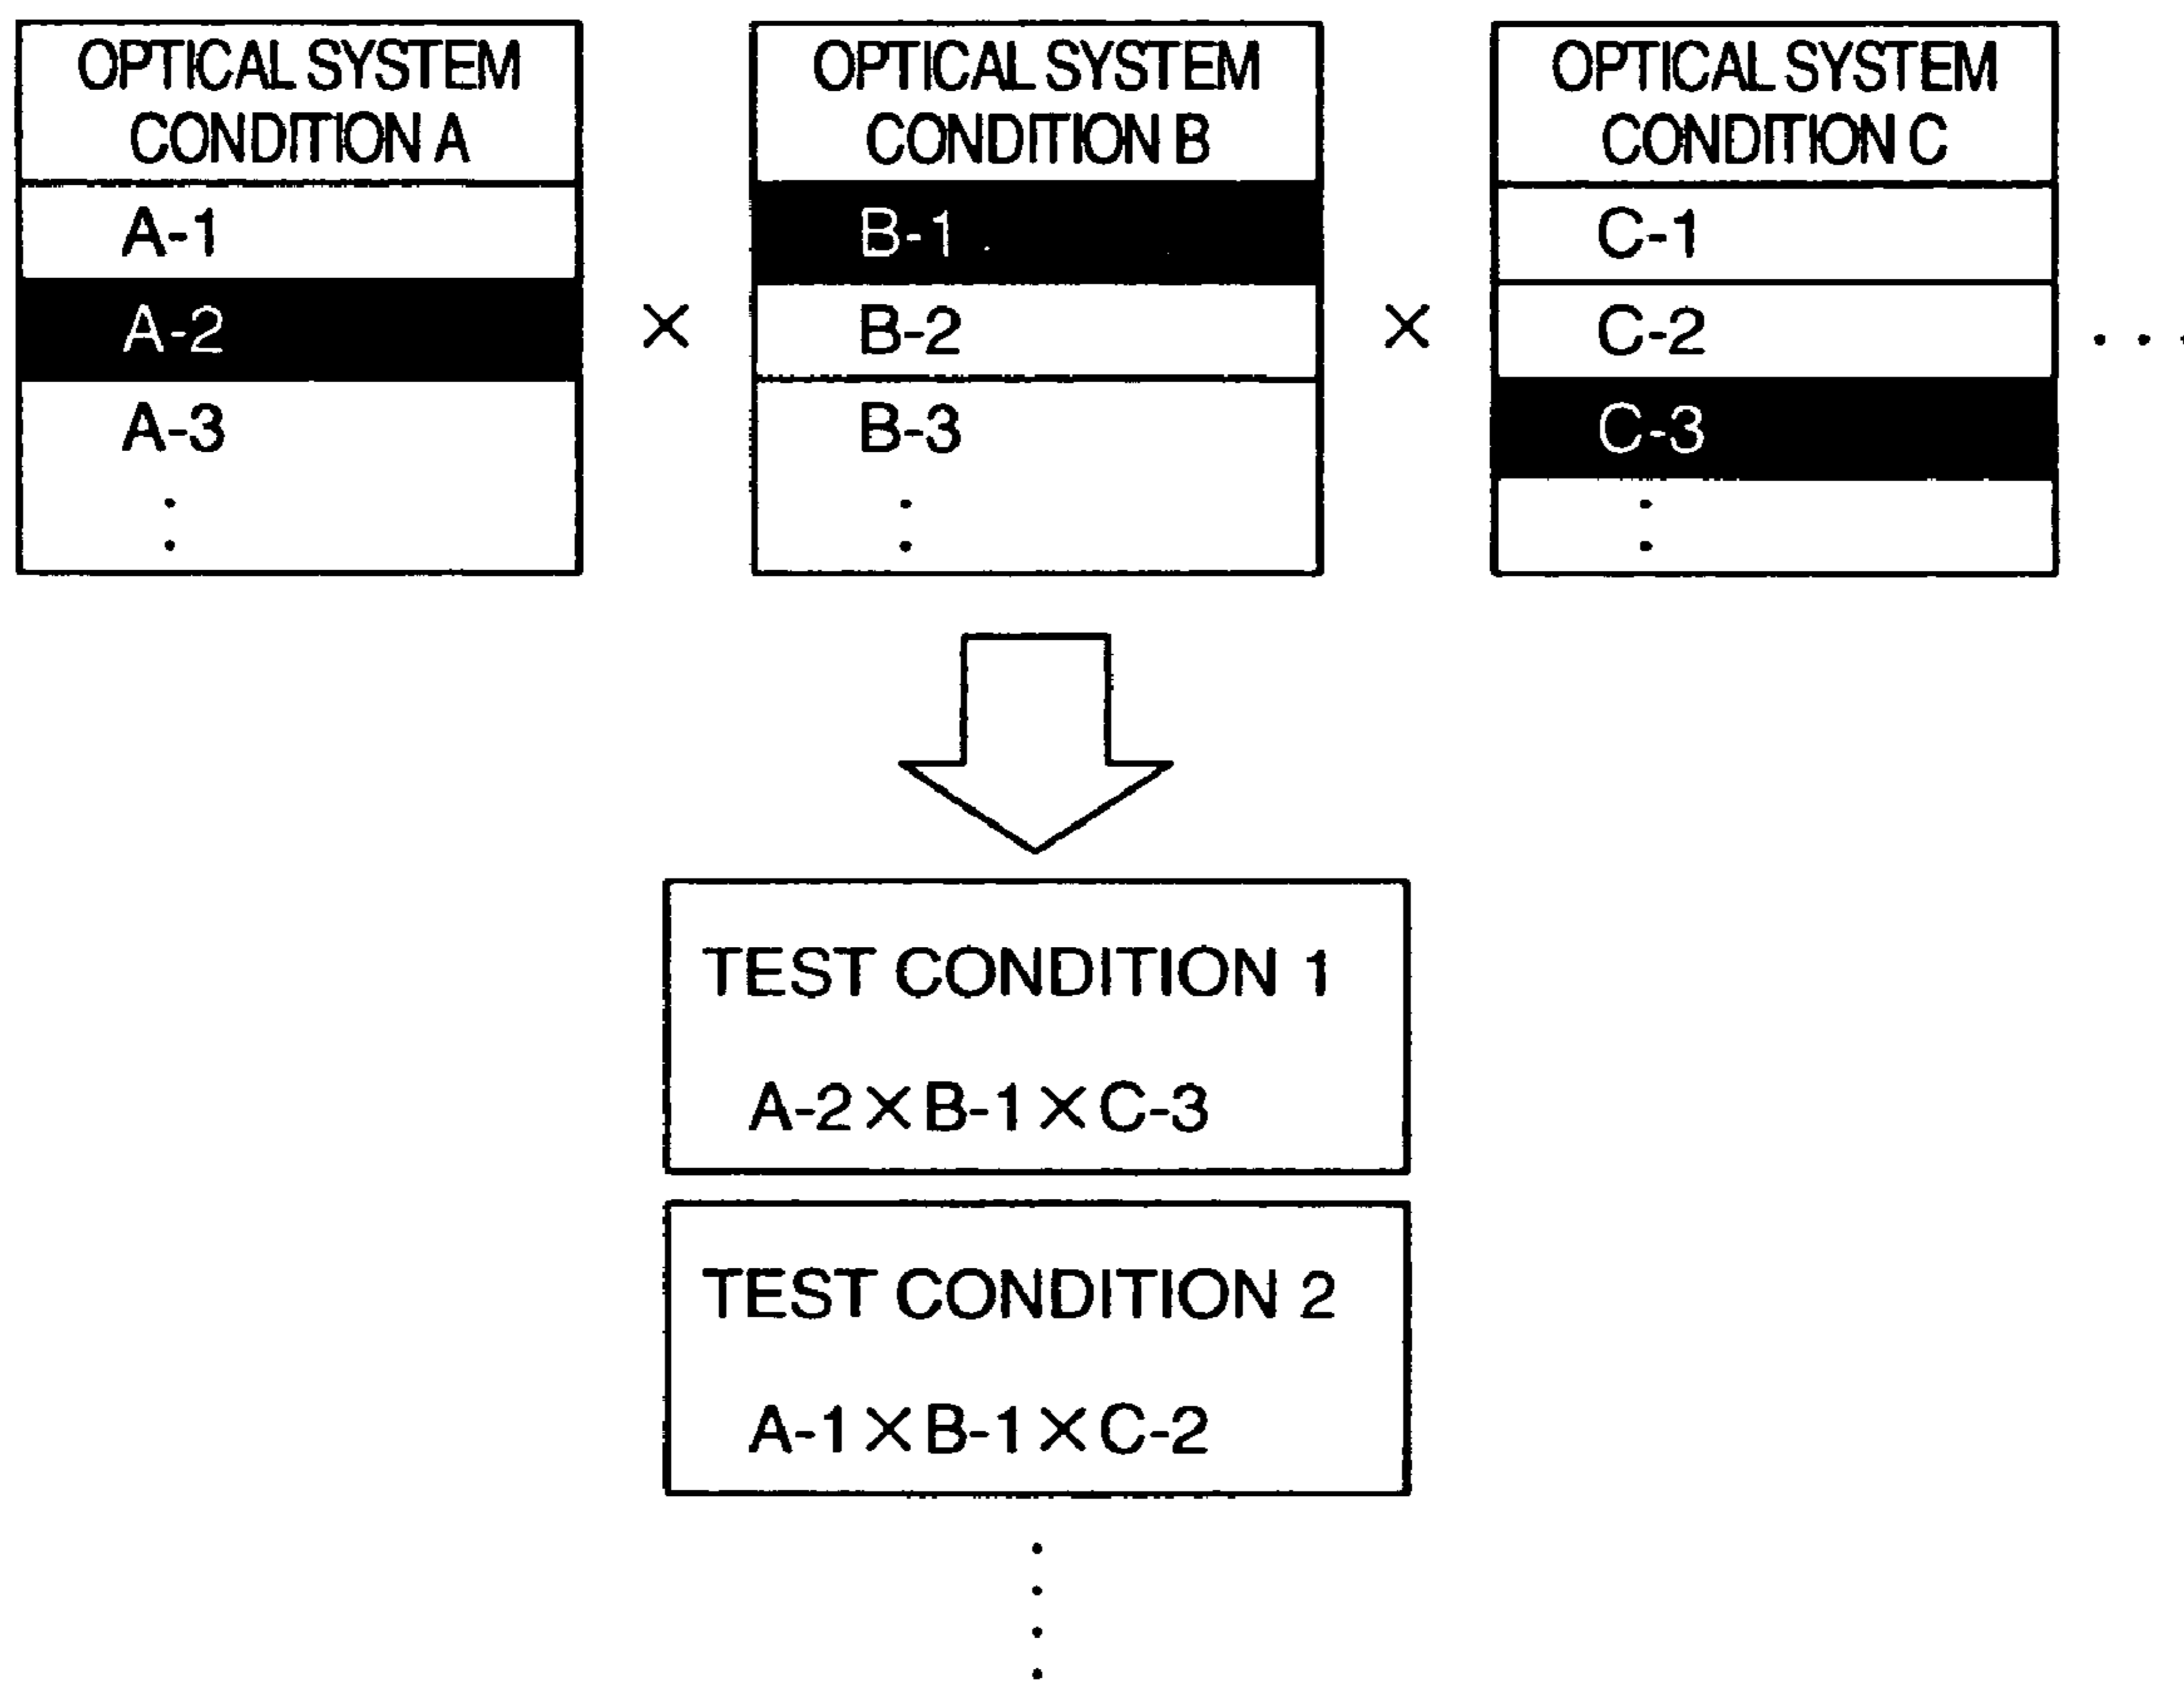 OPTICAL SYSTEM
CONDITION A
A-1
A-2
A-3
:
×
OPTICAL SYSTEM
CONDITION B
B-1
B-2
B-3
:
×
OPTICAL SYSTEM
CONDITION C
C-1
C-2
C-3
:
...
TEST CONDITION 1
A-2×B-1×C-3
TEST CONDITION 2
A-1×B-1×C-2